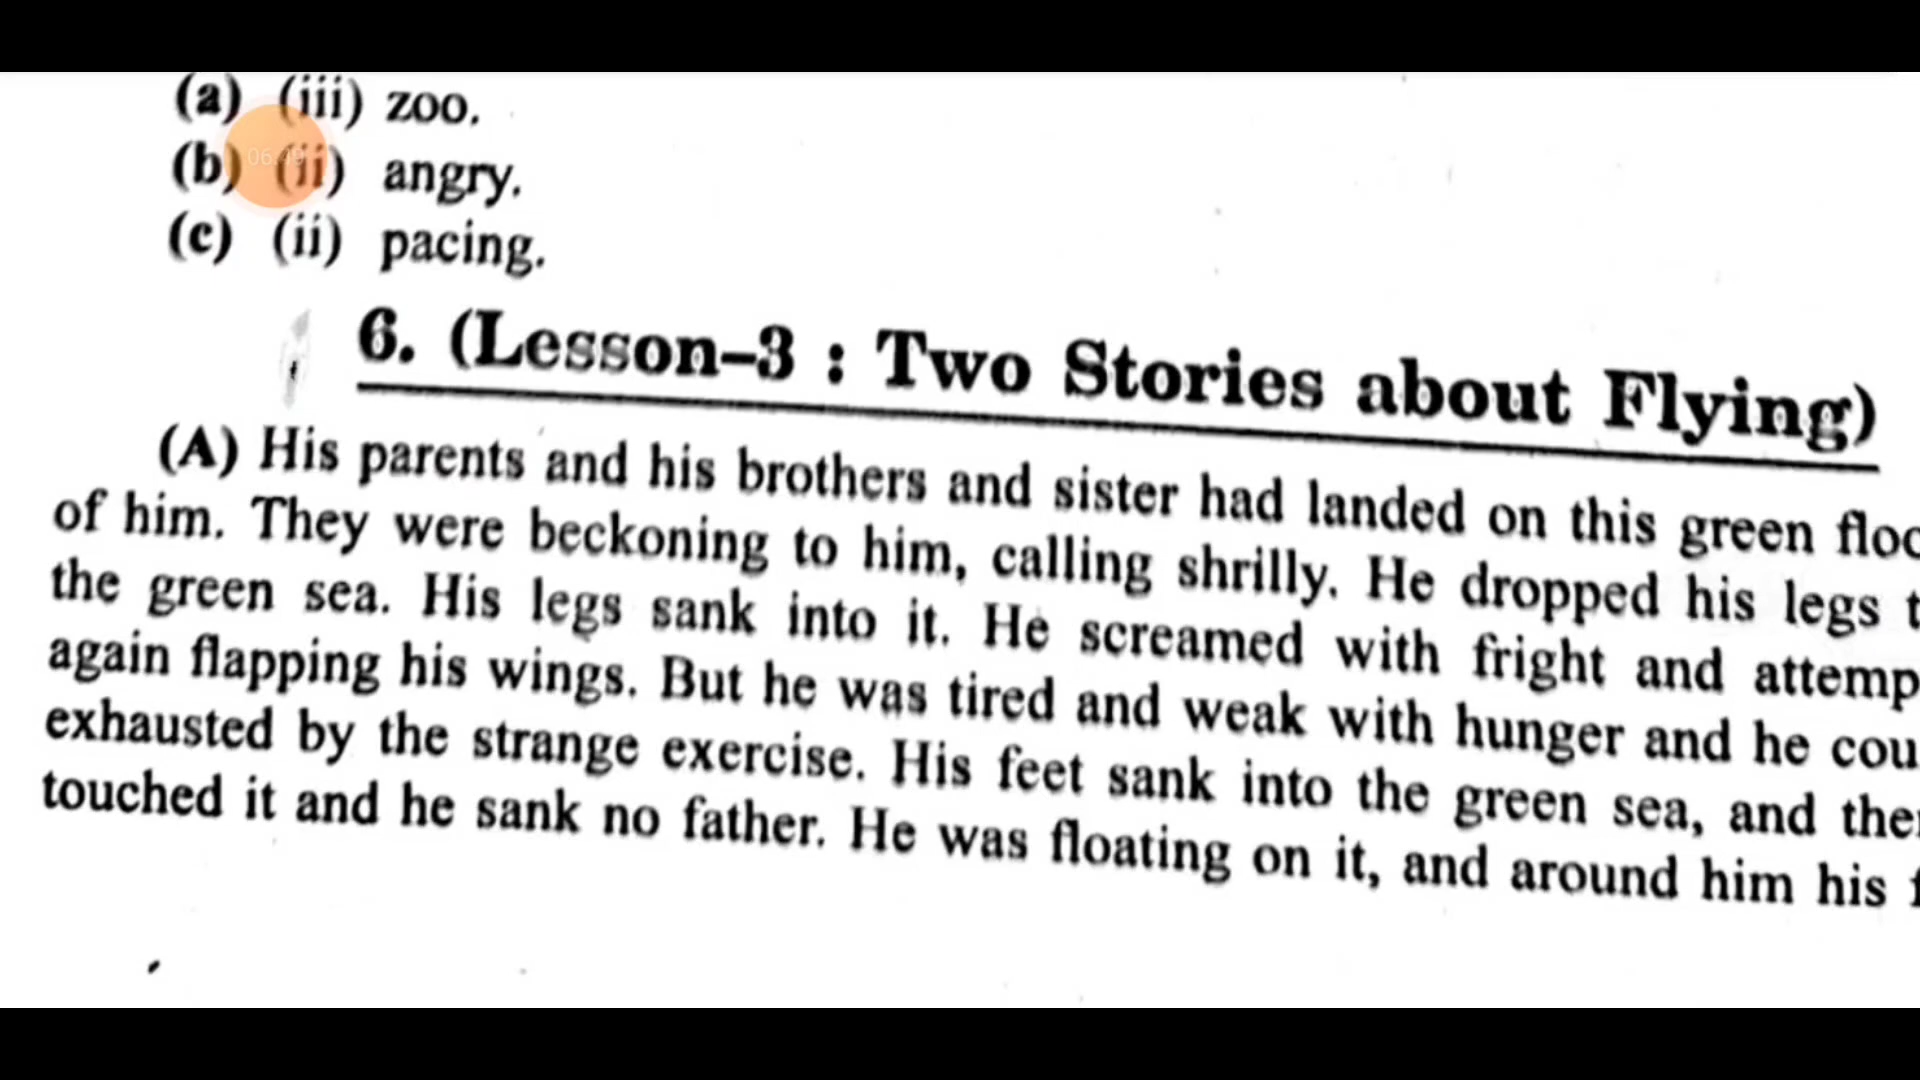 (a) (iii) zoo.
(b) (ii) angry.
(c) (ii) pacing.
6. (Lesson–3 : Two Stories about Flying)
(A) His parents and his brothers and sister had landed on this green
of him. They were beckoning to him, calling shrilly. He dropped his legs
the green sea. His legs sank into it. He screamed with fright and
again flapping his wings. But he was tired and weak with hunger and he
exhausted by the strange exercise. His feet sank into the green sea, and
touched it and he sank no father. He was floating on it, and around him his